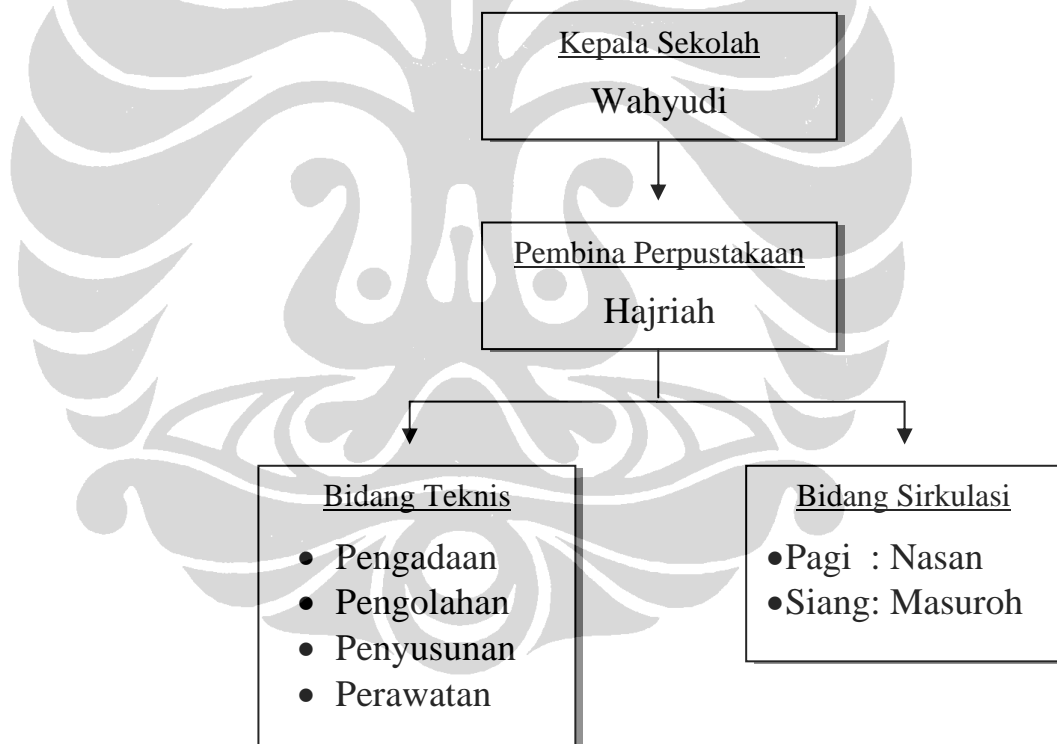 Kepala Sekolah
Wahyudi
Pembina Perpustakaan
Hajriah
Bidang Teknis
• Pengadaan
• Pengolahan
• Penyusunan
• Perawatan
Bidang Sirkulasi
•Pagi : Nasan
•Siang: Masuroh